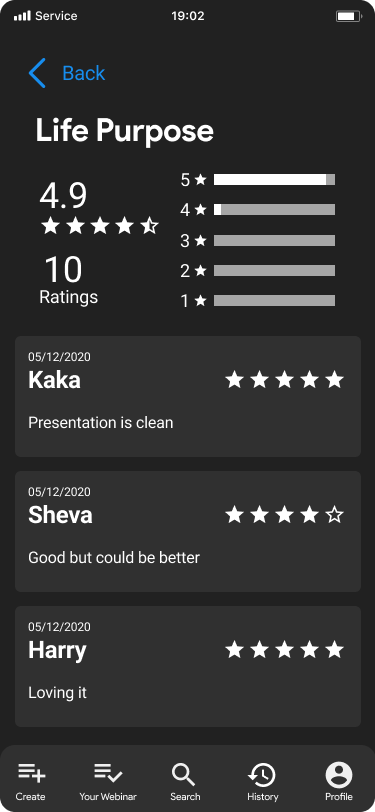 Service 19:02
Back
Life Purpose
4.9
10
Ratings
5
4
3
2
1
05/12/2020
Kaka
Presentation is clean
05/12/2020
Sheva
Good but could be better
05/12/2020
Harry
Loving it
Create Your Webinar Search History Profile